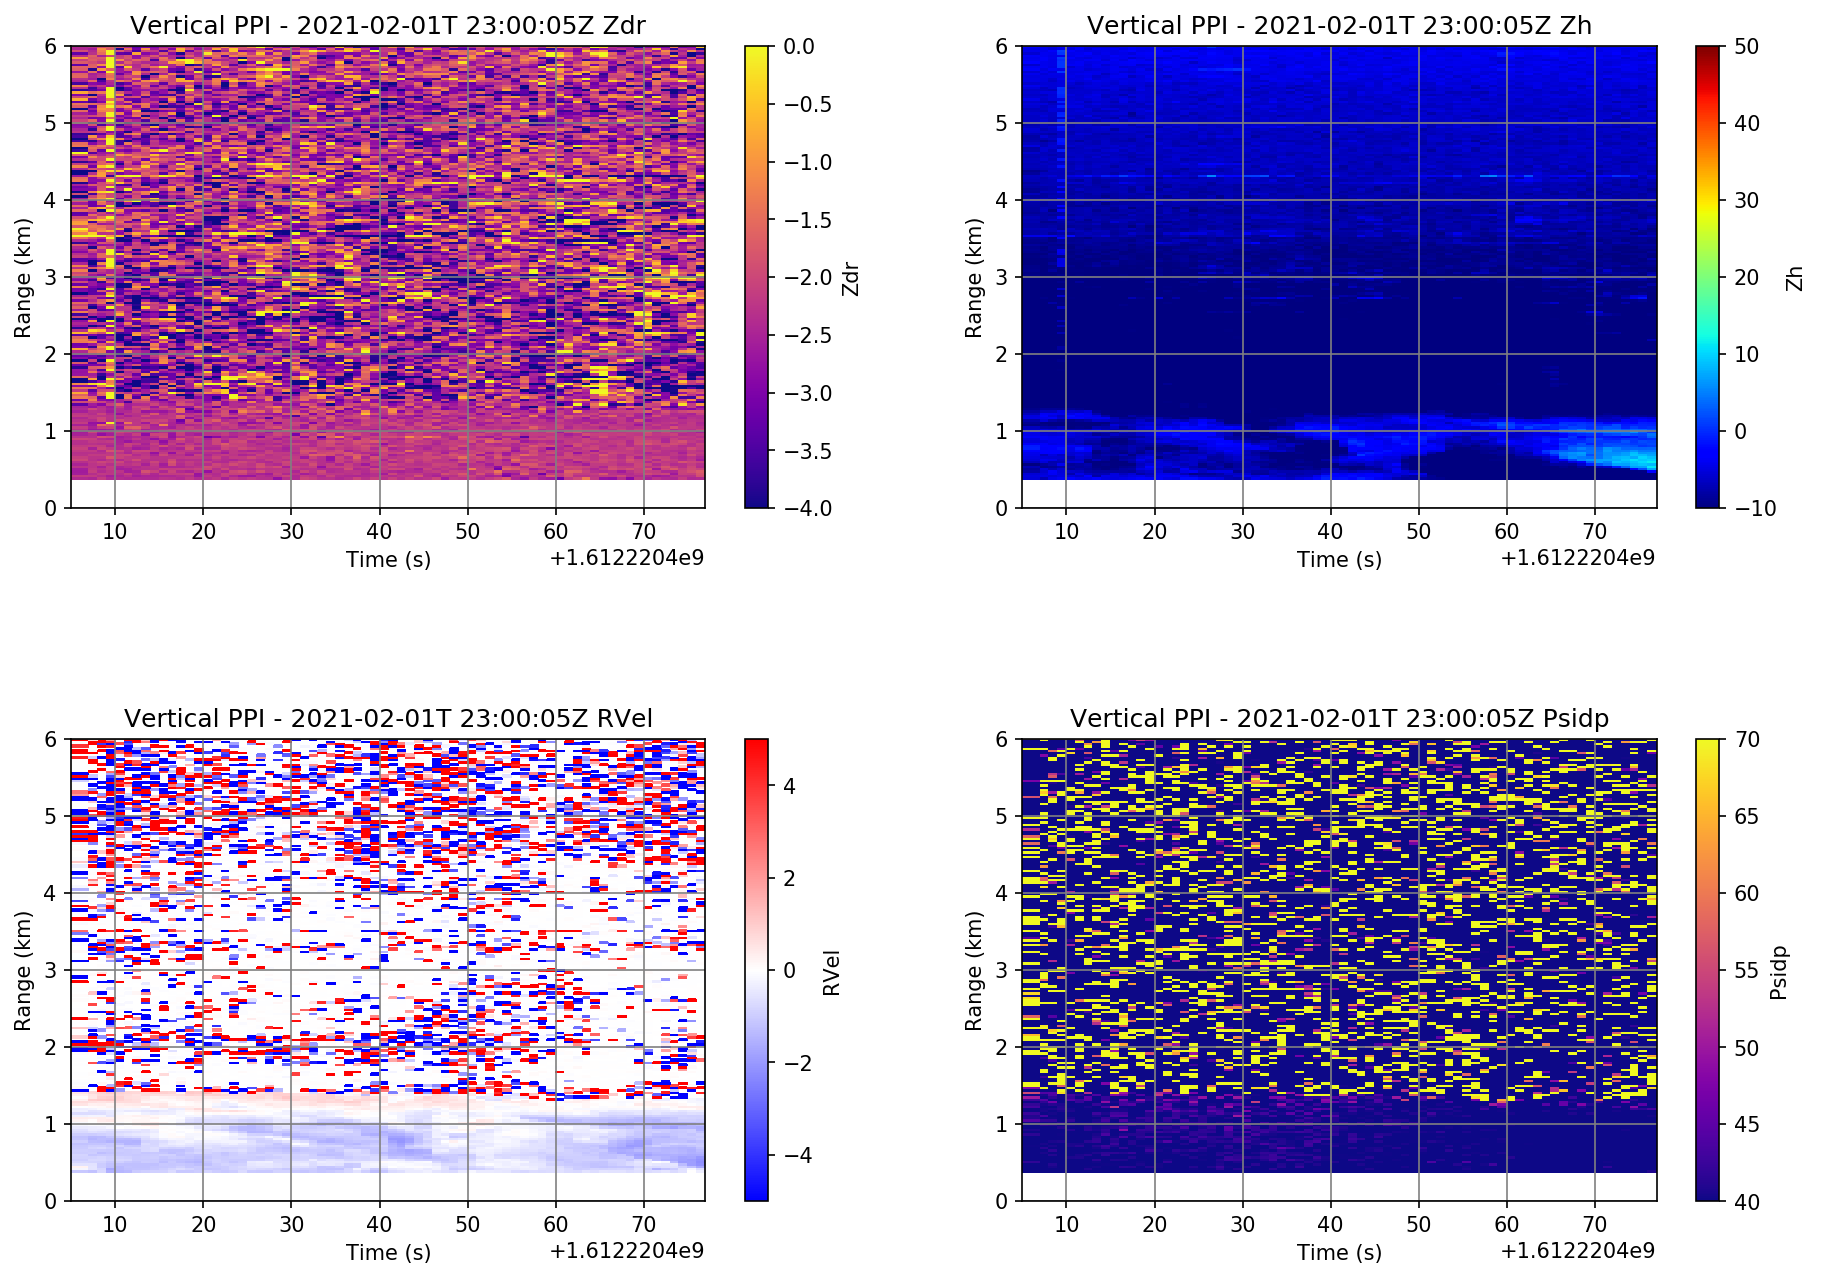 Vertical PPI - 2021-02-01T 23:00:05Z Zdr
6
5
4
3
2
1
0
Range (km)
10 20 30 40 50 60 70
Time (s)
+1.6122204e9
0.0
−0.5
−1.0
−1.5
−2.0
−2.5
−3.0
−3.5
−4.0
Zdr
Vertical PPI - 2021-02-01T 23:00:05Z Zh
6
5
4
3
2
1
0
Range (km)
10 20 30 40 50 60 70
Time (s)
+1.6122204e9
50
40
30
20
10
0
−10
Zh
Vertical PPI - 2021-02-01T 23:00:05Z RVel
6
5
4
3
2
1
0
Range (km)
10 20 30 40 50 60 70
Time (s)
+1.6122204e9
4
2
0
−2
−4
RVel
Vertical PPI - 2021-02-01T 23:00:05Z Psidp
6
5
4
3
2
1
0
Range (km)
10 20 30 40 50 60 70
Time (s)
+1.6122204e9
70
65
60
55
50
45
40
Psidp